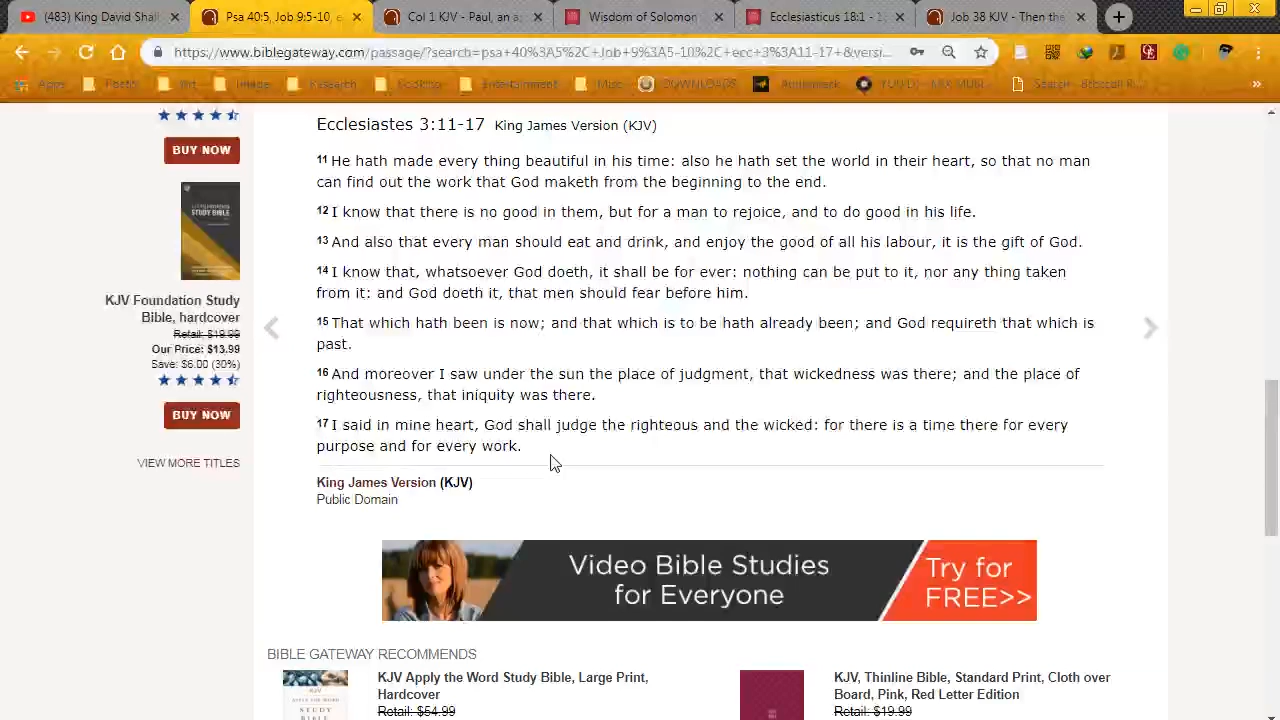 (483) King David Shall
Psa 40:5, Job 9:5-10, e
Col 1 KJV - Paul, an a
Wisdom of Solomon
Ecclesiasticus 18:1 - 1
Job 38 KJV - Then the
https://www.biblegateway.com/passage/?search=psa+40%3A5%2C+Job+9%3A5-10%2C+ecc+3%3A11-17+&versi...
Apps
Art
Image
Research
Cooking
Entertainment
Misc
DOWNLOADS
Search
BUY NOW
KJV Foundation Study
Bible, hardcover
Retail: $19.99
Our Price: $13.99
Save: $6.00 (30%)
BUY NOW
VIEW MORE TITLES
Ecclesiastes 3:11-17 King James Version (KJV)
11 He hath made every thing beautiful in his time: also he hath set the world in their heart, so that no man
can find out the work that God maketh from the beginning to the end.
12 I know that there is no good in them, but for a man to rejoice, and to do good in his life.
13 And also that every man should eat and drink, and enjoy the good of all his labour, it is the gift of God.
14 I know that, whatsoever God doeth, it shall be for ever: nothing can be put to it, nor any thing taken
from it: and God doeth it, that men should fear before him.
15 That which hath been is now; and that which is to be hath already been; and God requireth that which is
past.
16 And moreover I saw under the sun the place of judgment, that wickedness was there; and the place of
righteousness, that iniquity was there.
17 I said in mine heart, God shall judge the righteous and the wicked: for there is a time there for every
purpose and for every work.
King James Version (KJV)
Public Domain
Video Bible Studies
for Everyone
Try for
FREE>>
BIBLE GATEWAY RECOMMENDS
KJV Apply the Word Study Bible, Large Print,
Hardcover
Retail: $54.99
KJV, Thinline Bible, Standard Print, Cloth over
Board, Pink, Red Letter Edition
Retail: $19.99